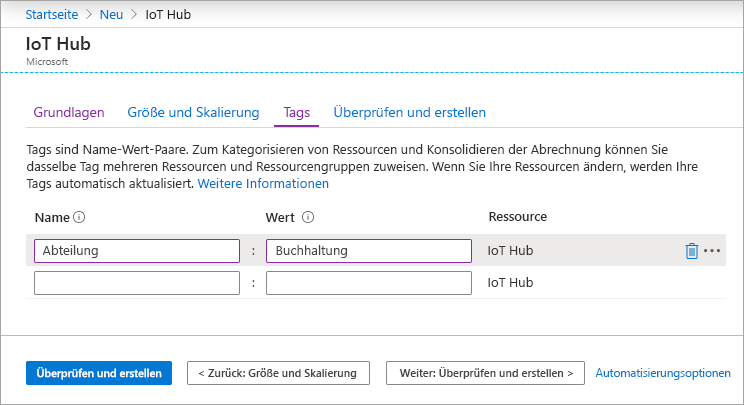 Startseite > Neu > IoT Hub
IoT Hub
Microsoft
Grundlagen Größe und Skalierung Tags Überprüfen und erstellen
Tags sind Name-Wert-Paare. Zum Kategorisieren von Ressourcen und Konsolidieren der Abrechnung können Sie
dasselbe Tag mehreren Ressourcen und Ressourcengruppen zuweisen. Wenn Sie Ihre Ressourcen ändern, werden Ihre
Tags automatisch aktualisiert. Weitere Informationen
Name Wert Ressource
Abteilung : Buchhaltung IoT Hub
: IoT Hub
Überprüfen und erstellen < Zurück: Größe und Skalierung Weiter: Überprüfen und erstellen > Automatisierungsoptionen